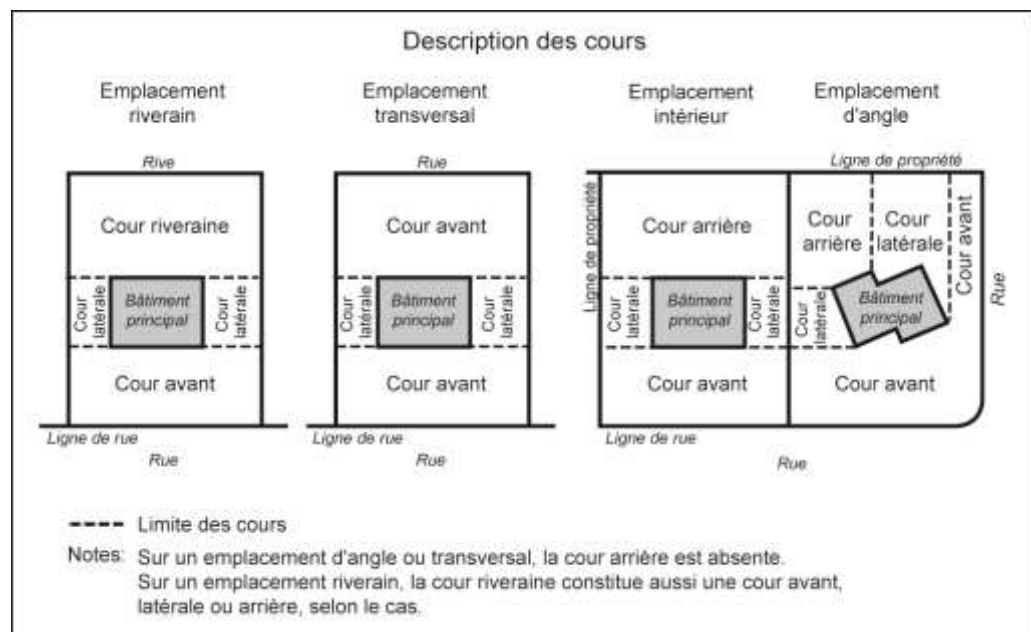 Description des cours
Emplacement
riverain
Rive
Cour riveraine
Cour
latérale
Bâtiment
principal
Cour
latérale
Cour avant
Ligne de rue
Rue
Emplacement
transversal
Rue
Cour avant
Cour
latérale
Bâtiment
principal
Cour
latérale
Cour avant
Ligne de rue
Rue
Emplacement
intérieur
Ligne de propriété
Cour arrière
Cour
latérale
Bâtiment
principal
Cour
latérale
Cour avant
Ligne de rue
Emplacement
d'angle
Ligne de propriété
Cour
arrière
Cour
latérale
Cour avant
Rue
Cour
latérale
Bâtiment
principal
Cour avant
Rue
Limite des cours
Notes: Sur un emplacement d'angle ou transversal, la cour arrière est absente.
Sur un emplacement riverain, la cour riveraine constitue aussi une cour avant,
latérale ou arrière, selon le cas.